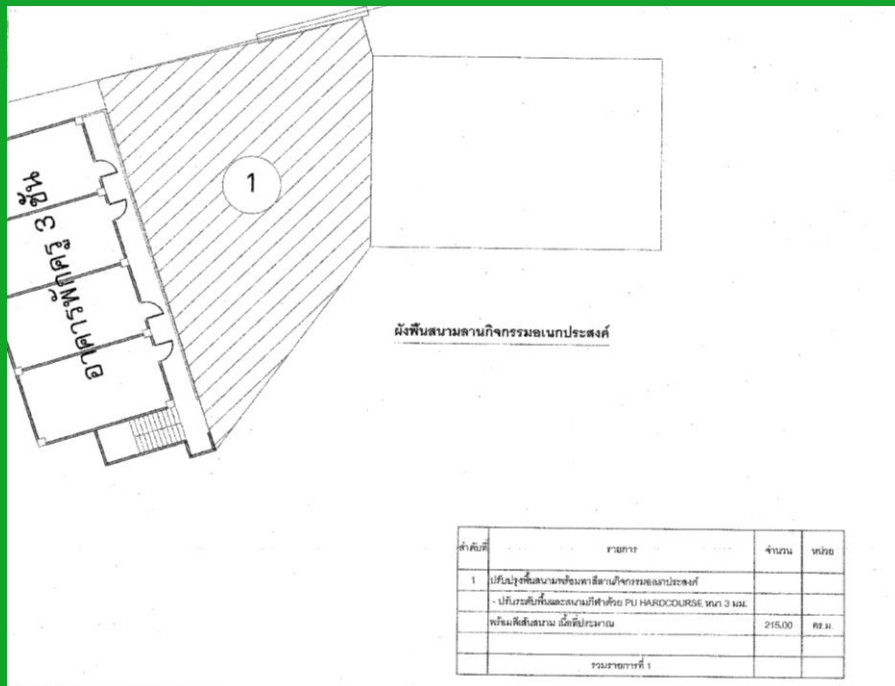 1
อาคารพักครู 3 ชั้น
ผังพื้นสนามลานกิจกรรมอเนกประสงค์
ลำดับที่ รายการ จำนวน หน่วย
1 ปรับปรุงพื้นสนามพร้อมทาสีลานกิจกรรมอเนกประสงค์
- ปรับระดับพื้นและสนามกีฬาด้วย PU HARDCOURSE หนา 3 มม.
พร้อมตีเส้นสนาม เนื้อที่ประมาณ 215.00 ตร.ม.
รวมรายการที่ 1